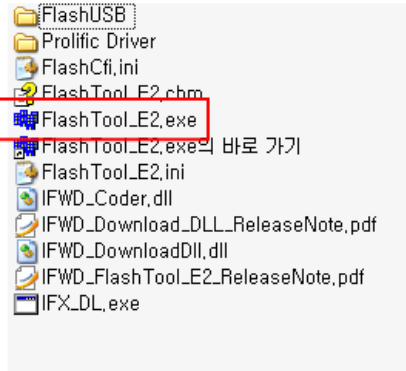 FlashUSB
Prolific Driver
FlashCfi.ini
FlashTool_E2.chm
FlashTool_E2.exe
FlashTool_E2.exe의 바로 가기
FlashTool_E2.ini
IFWD_Coder.dll
IFWD_Download_DLL_ReleaseNote.pdf
IFWD_DownloadDll.dll
IFWD_FlashTool_E2_ReleaseNote.pdf
IFX_DL.exe